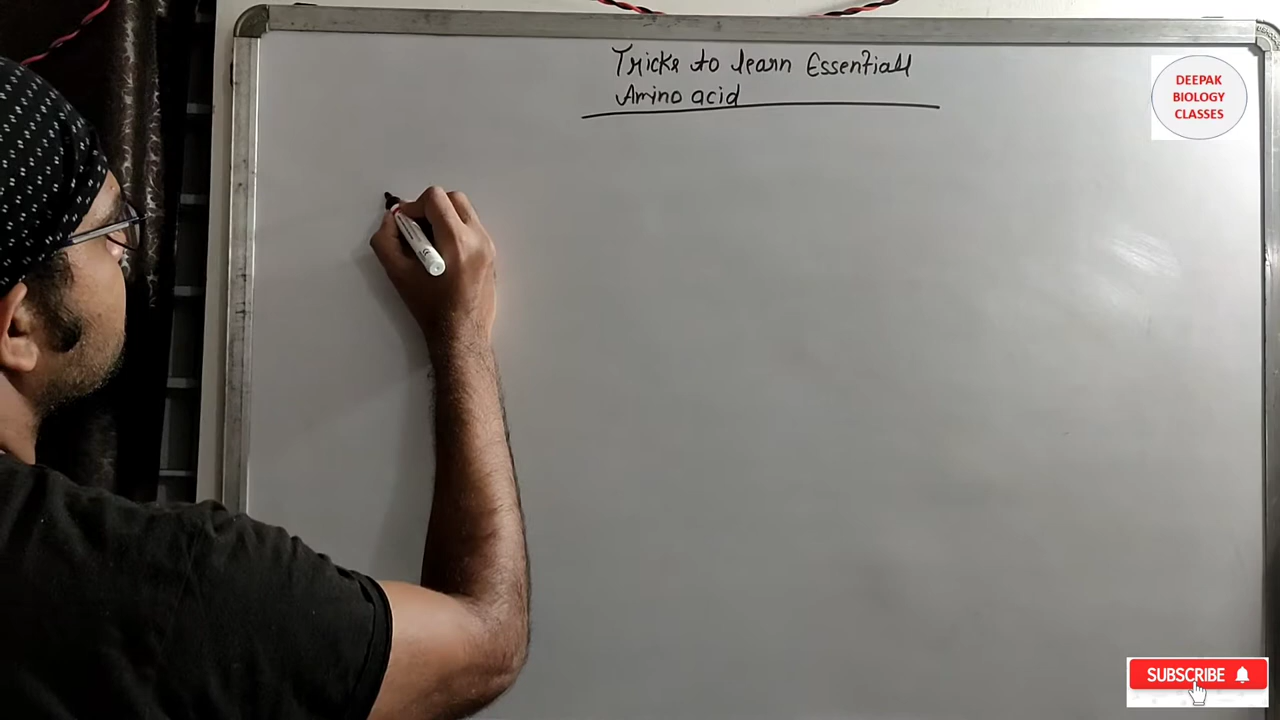 Tricks to learn Essentiall
Amino acid
DEEPAK
BIOLOGY
CLASSES
SUBSCRIBE